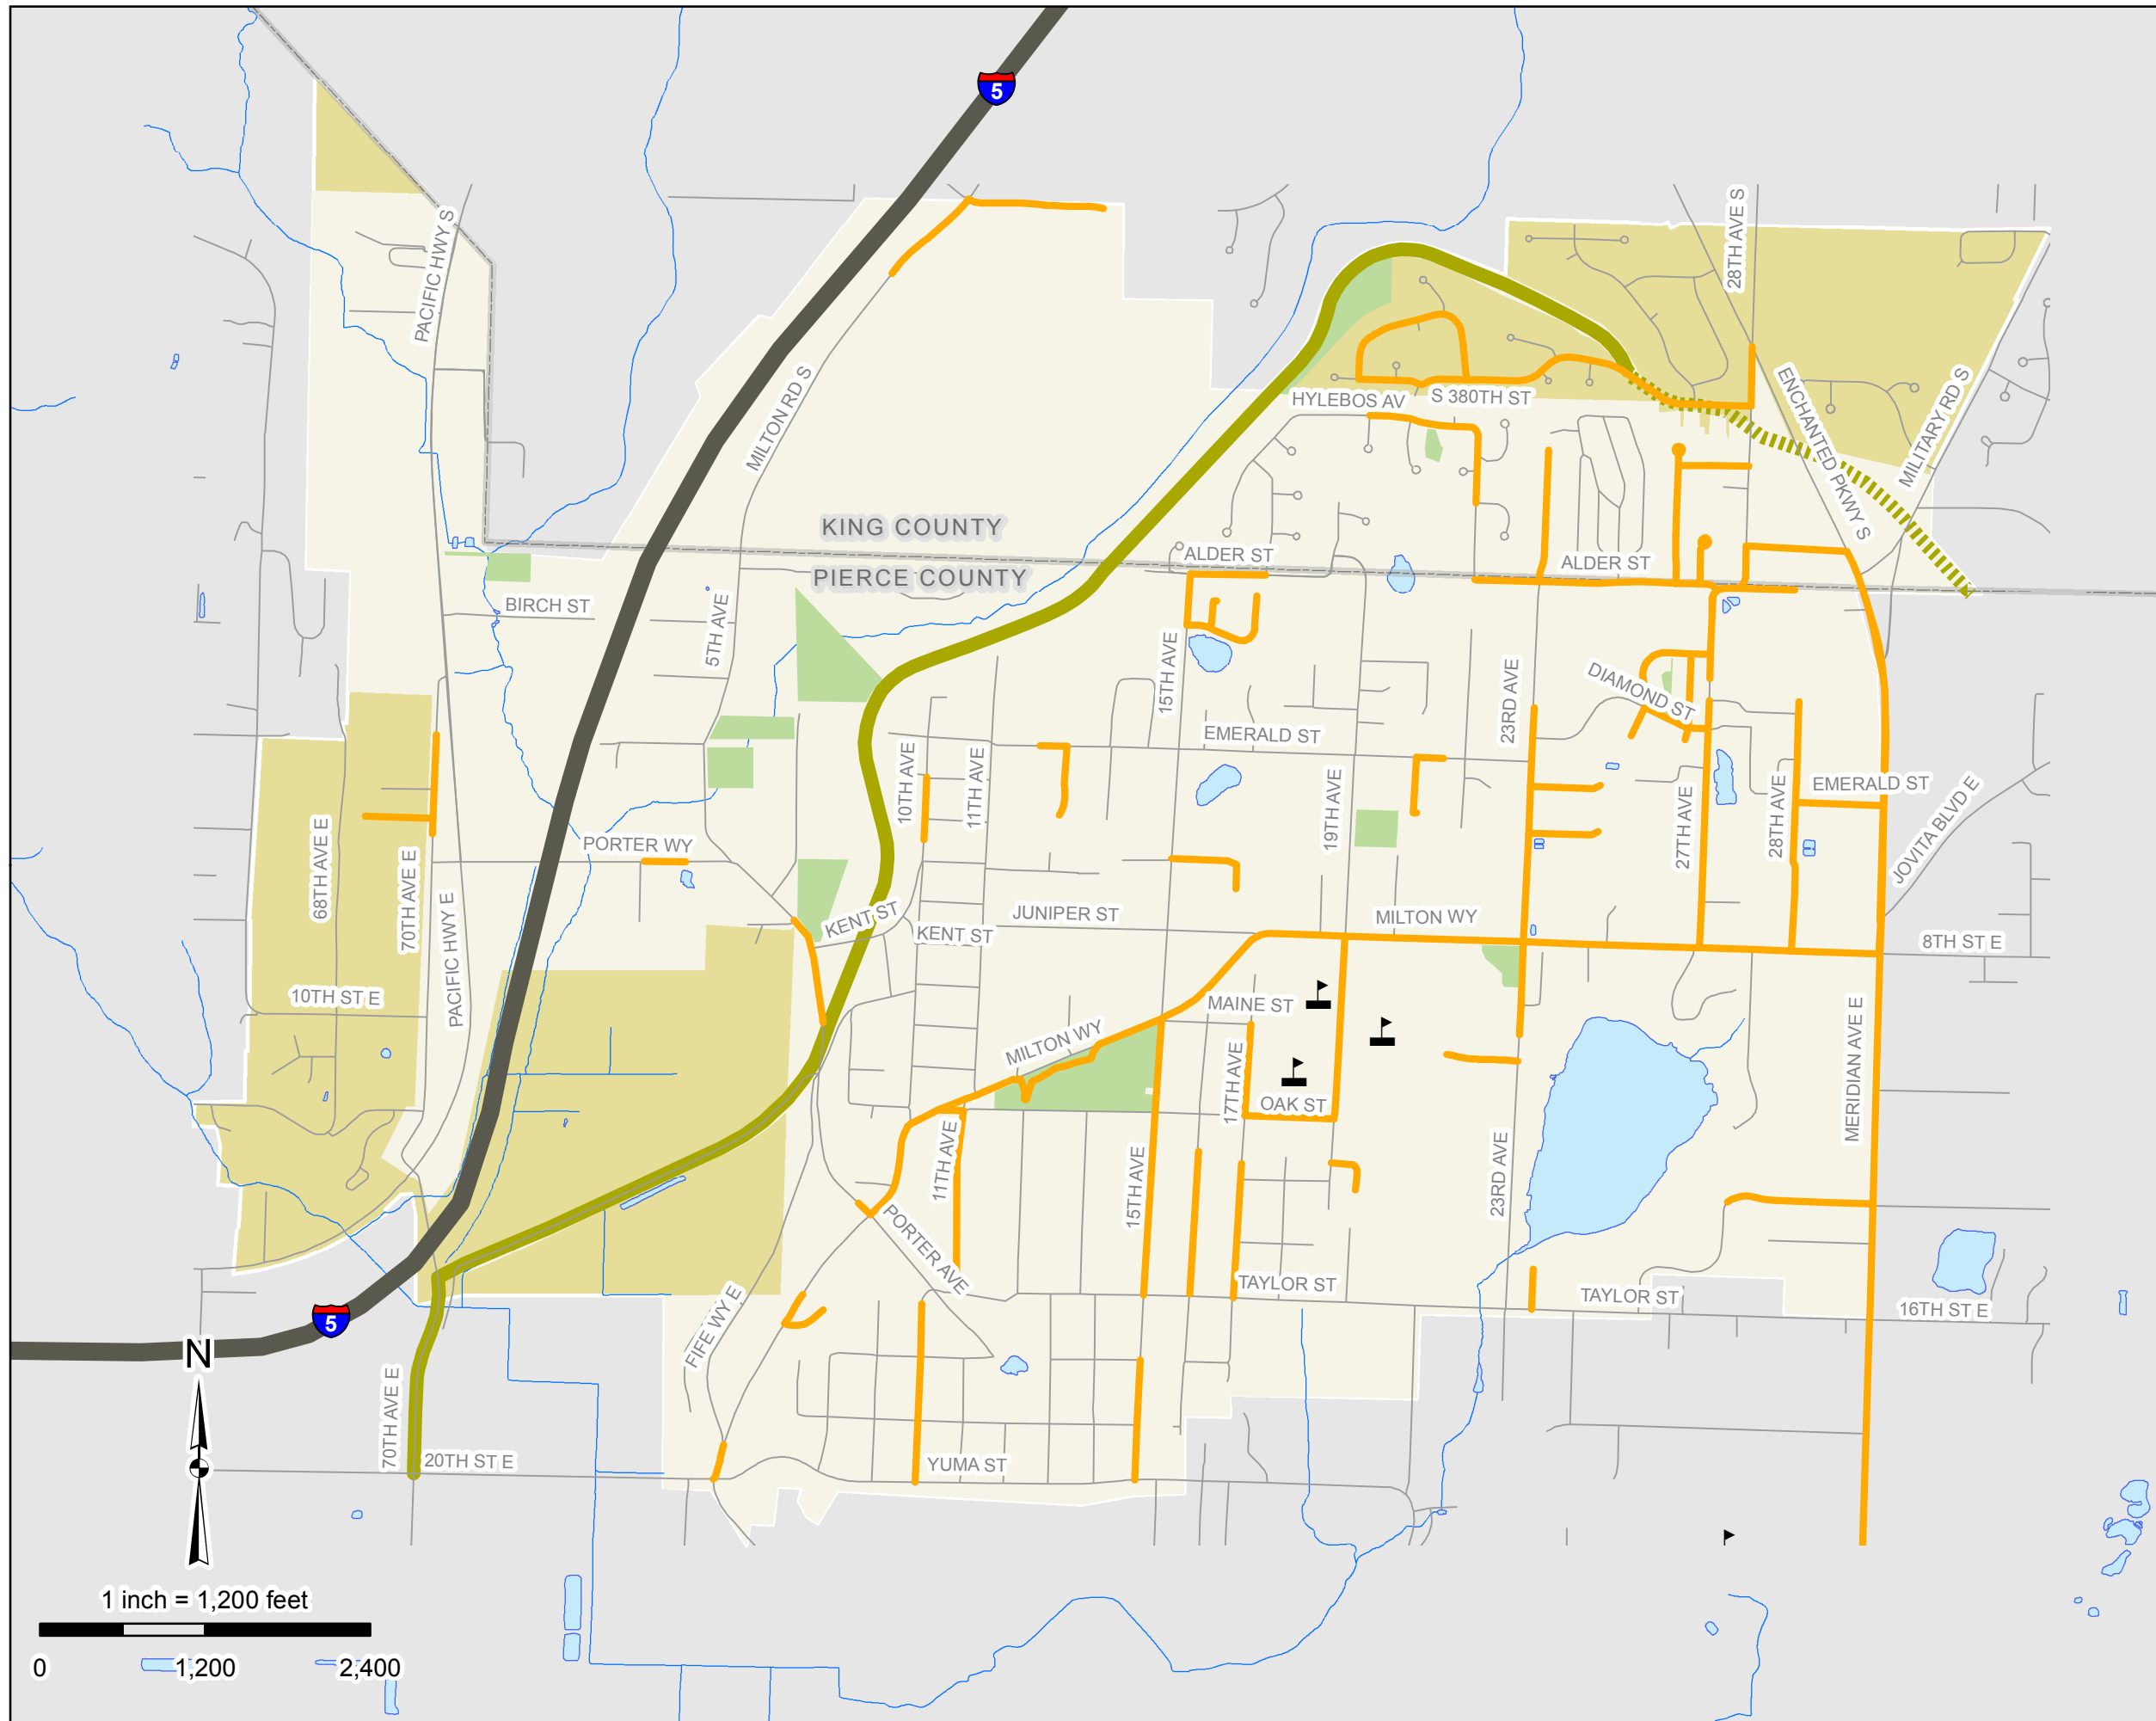 5
28TH AVE S
PACIFIC HWY S
MILTON RD S
ENCHANTED PKWY S
MILITARY RD S
HYLEBOS AV
S 380TH ST
KING COUNTY
PIERCE COUNTY
ALDER ST
ALDER ST
BIRCH ST
5TH AVE
15TH AVE
23RD AVE
DIAMOND ST
EMERALD ST
10TH AVE
11TH AVE
19TH AVE
27TH AVE
28TH AVE
EMERALD ST
JOVITA BLVD E
PORTER WY
68TH AVE E
70TH AVE E
PACIFIC HWY E
KENT ST
KENT ST
JUNIPER ST
MILTON WY
8TH ST E
10TH ST E
MAINE ST
MILTON WY
17TH AVE
OAK ST
MERIDIAN AVE E
11TH AVE
15TH AVE
23RD AVE
PORTER AVE
TAYLOR ST
TAYLOR ST
16TH ST E
FIFE WY E
5
N
70TH AVE E
20TH ST E
YUMA ST
1 inch = 1,200 feet
0 1,200 2,400